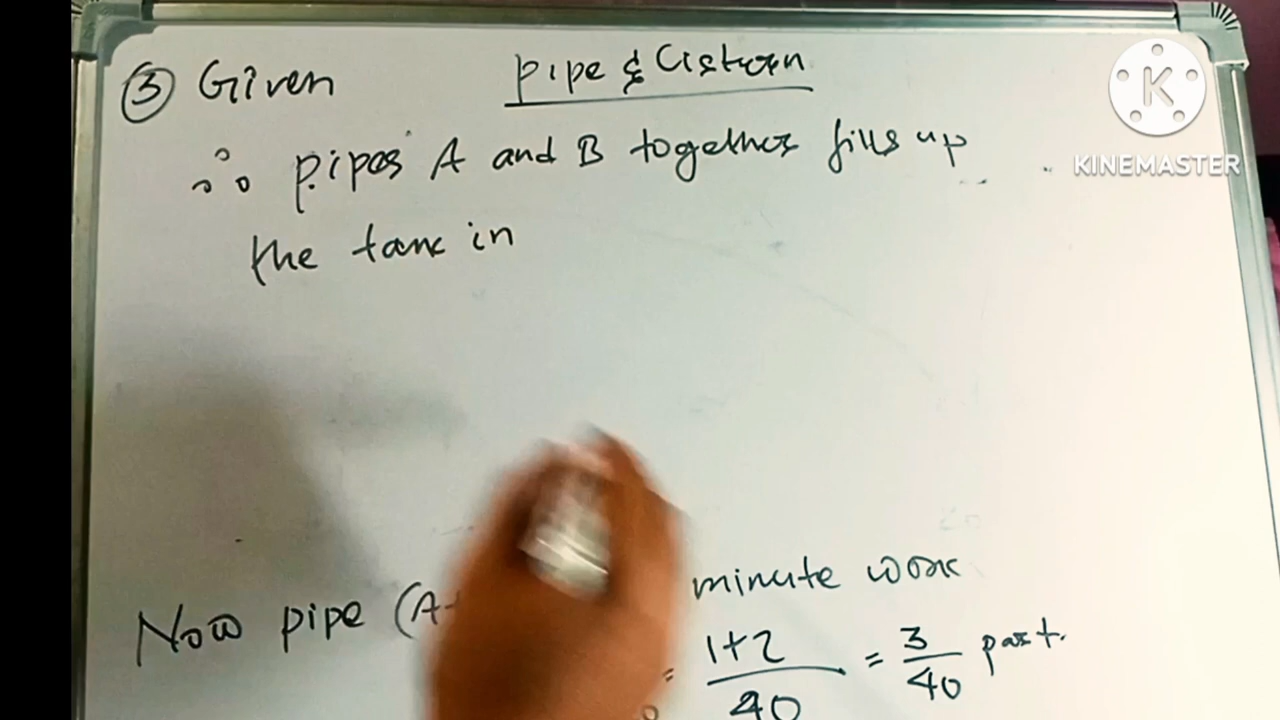 ③ Given Pipe & Cistern
∴ pipes A and B together fills up
the tank in
Now pipe (A+ minute work
= 1+2/40 = 3/40 part.
K
KINEMASTER